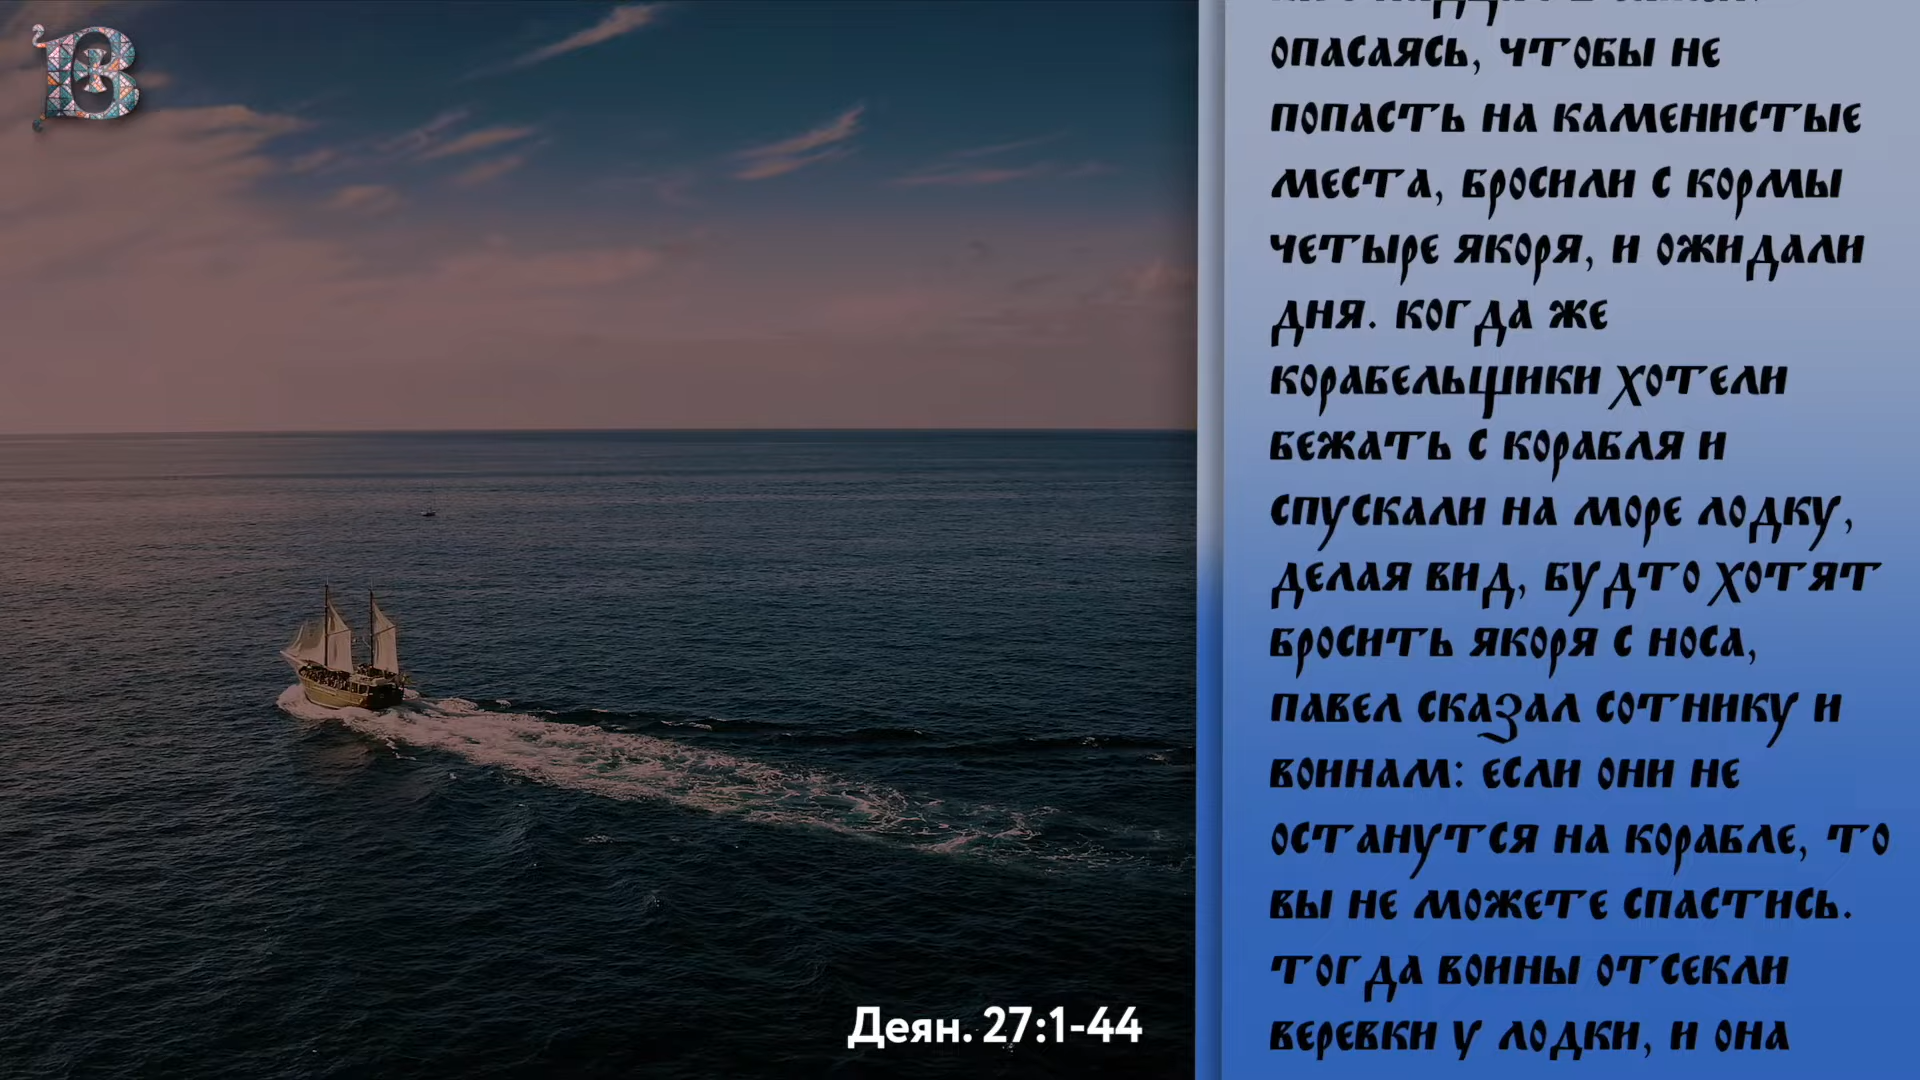 опасаясь, чтобы не
попасть на каменистые
места, бросили с кормы
четыре якоря, и ожидали
дня. когда же
корабельщики хотели
бежать с корабля и
спускали на море лодку,
делая вид, будто хотят
бросить якоря с носа,
павел сказал сотнику и
воинам: если они не
останутся на корабле, то
вы не можете спастись.
тогда воины отсекли
веревки у лодки, и она
Деян. 27:1-44